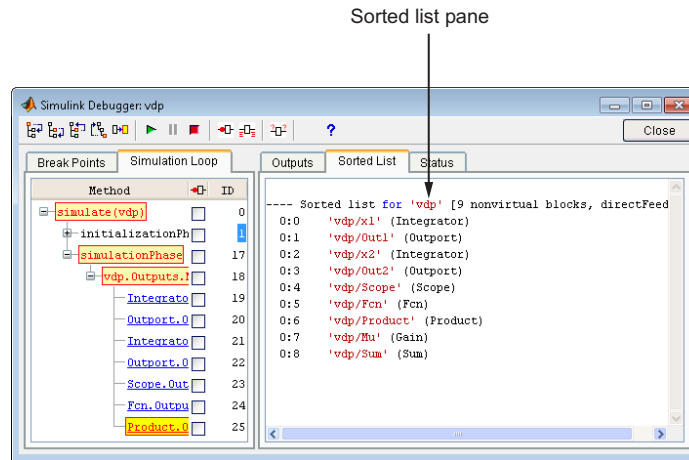 Sorted list pane
Simulink Debugger: vdp
?
Close
Break Points
Simulation Loop
Outputs
Sorted List
Status
Method
ID
simulate(vdp)
0
initializationPh
1
simulationPhase
17
vdp.Outputs.
18
Integrato
19
Outport.O
20
Integrato
21
Outport.O
22
Scope.Out
23
Fcn.Outpu
24
Product.O
25
---- Sorted list for 'vdp' [9 nonvirtual blocks, directFeed
0:0 'vdp/x1' (Integrator)
0:1 'vdp/Out1' (Outport)
0:2 'vdp/x2' (Integrator)
0:3 'vdp/Out2' (Outport)
0:4 'vdp/Scope' (Scope)
0:5 'vdp/Fcn' (Fcn)
0:6 'vdp/Product' (Product)
0:7 'vdp/Mu' (Gain)
0:8 'vdp/Sum' (Sum)